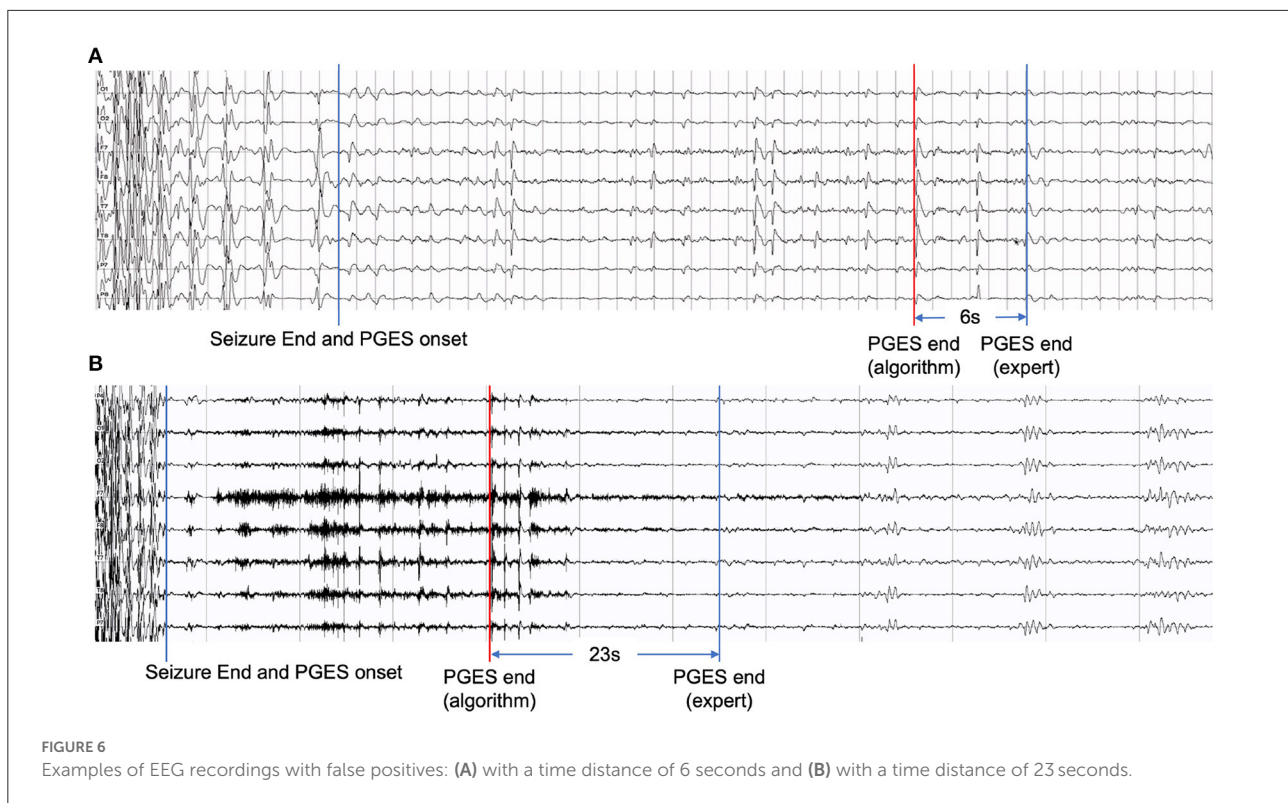 A
O1
O2
F7
F8
T7
T8
P7
P8
6s
Seizure End and PGES onset
PGES end
(algorithm)
PGES end
(expert)
B
23s
Seizure End and PGES onset
PGES end
(algorithm)
PGES end
(expert)
FIGURE 6
Examples of EEG recordings with false positives: (A) with a time distance of 6 seconds and (B) with a time distance of 23 seconds.